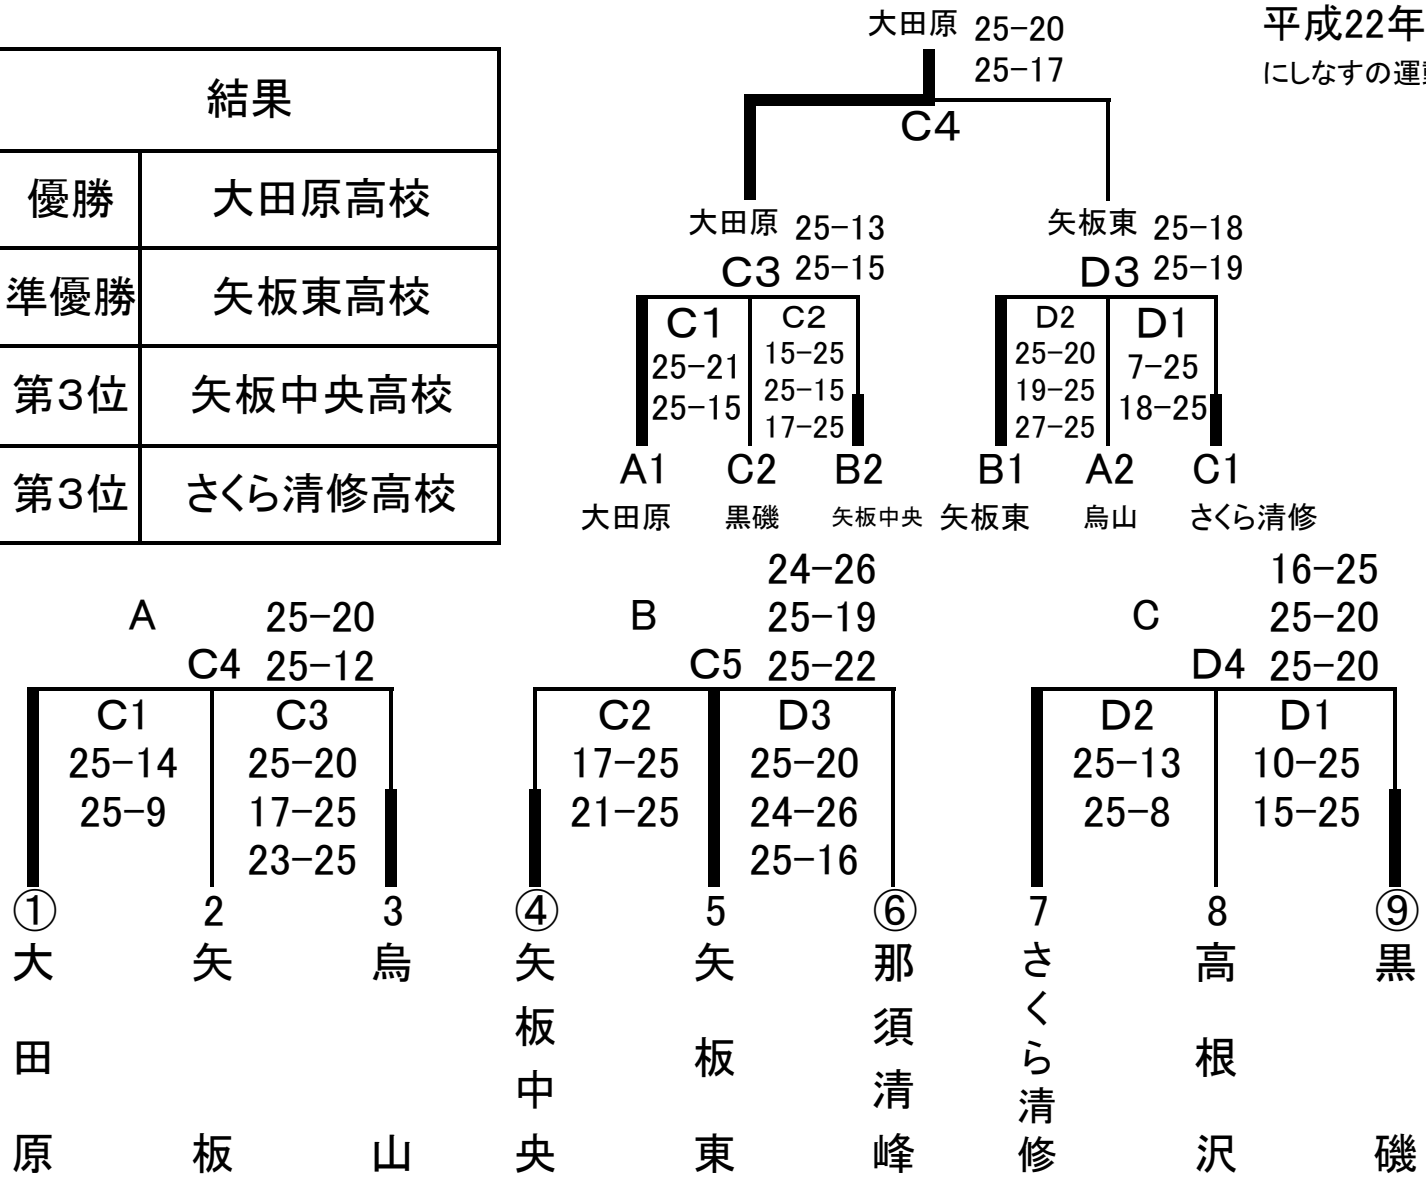 平成22年
にしなすの運
結果
優勝 大田原高校
準優勝 矢板東高校
第3位 矢板中央高校
第3位 さくら清修高校
大田原 25-20
25-17
C4
大田原 25-13
C3 25-15
矢板東 25-18
D3 25-19
C1
25-21
25-15
C2
15-25
25-15
17-25
D2
25-20
19-25
27-25
D1
7-25
18-25
A1 C2 B2 B1 A2 C1
大田原 黒磯 矢板中央 矢板東 烏山 さくら清修
A 25-20
C4 25-12
B 24-26
25-19
C5 25-22
C 16-25
25-20
D4 25-20
C1
25-14
25-9
C3
25-20
17-25
23-25
C2
17-25
21-25
D3
25-20
24-26
25-16
D2
25-13
25-8
D1
10-25
15-25
① 2 3 ④ 5 ⑥ 7 8 ⑨
大田原
矢板
烏山
矢板中央
矢板東
那須清峰
さくら清修
高根沢
黒磯